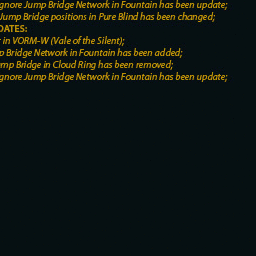 gnore Jump Bridge Network in Fountain has been update;
Jump Bridge positions in Pure Blind has been changed;
DATES:
in VORM-W (Vale of the Silent);
p Bridge Network in Fountain has been added;
ump Bridge in Cloud Ring has been removed;
gnore Jump Bridge Network in Fountain has been update;